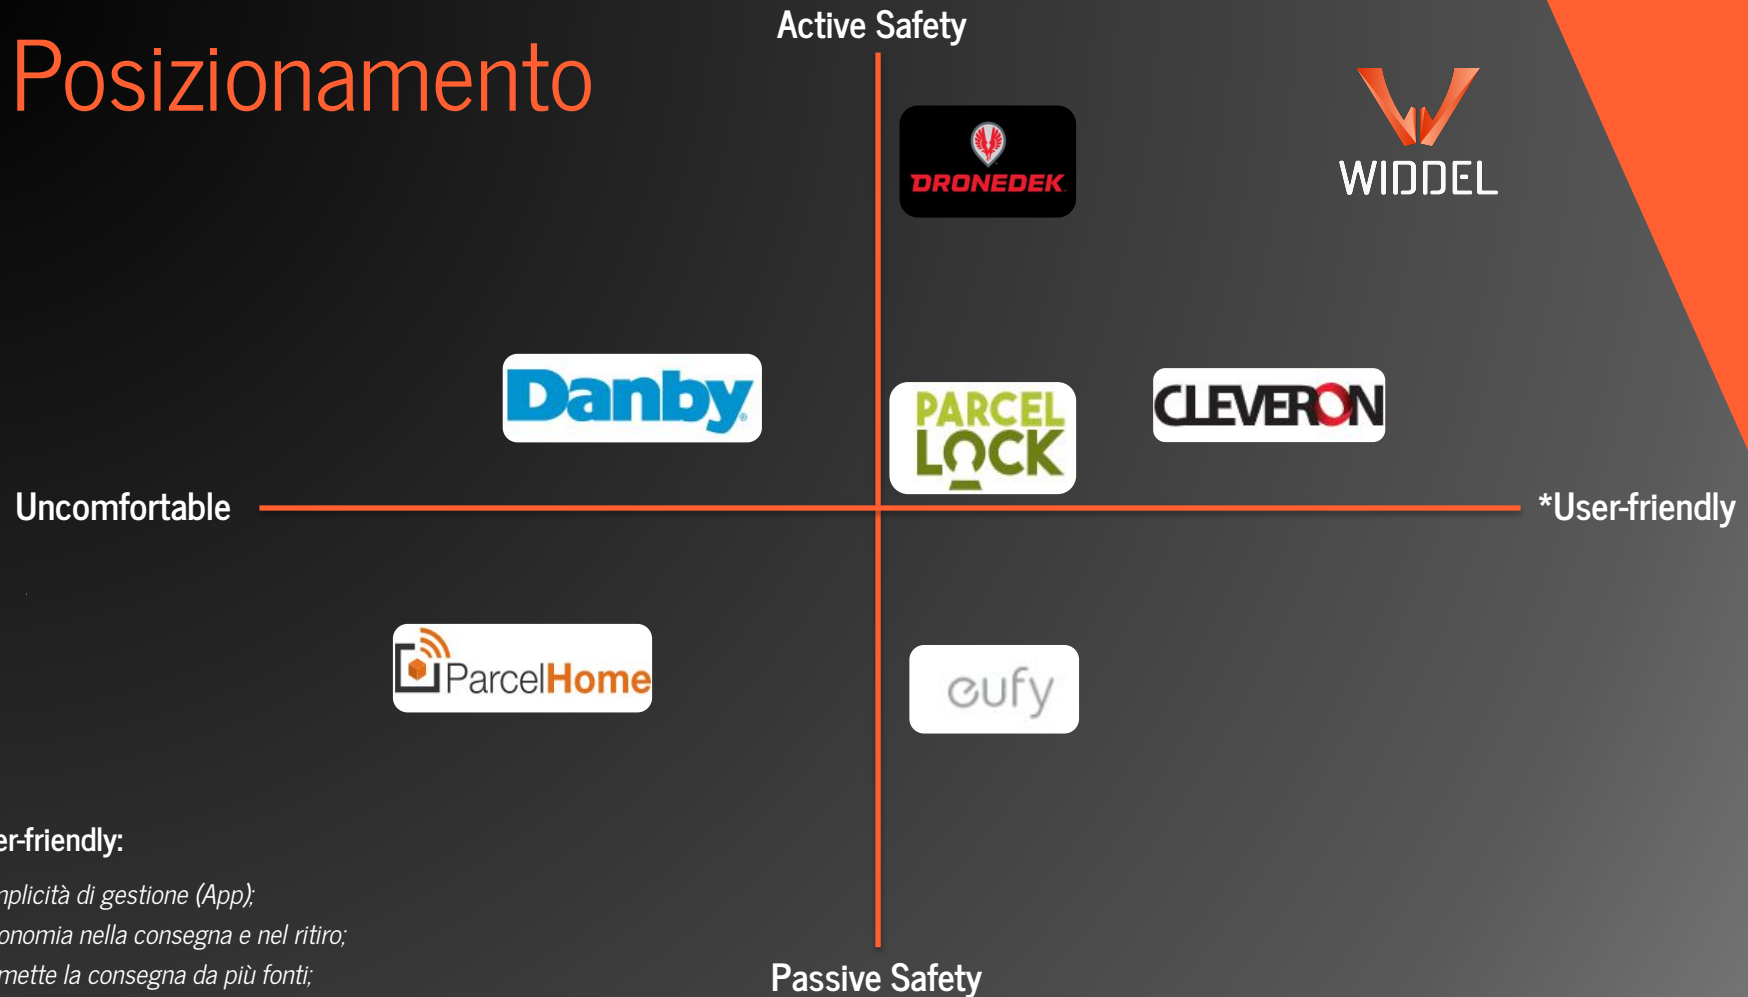 Active Safety
Posizionamento
DRONEDEK
WIDDEL
Danby
PARCEL
LOCK
CLEVERON
Uncomfortable
*User-friendly
ParcelHome
eufy
er-friendly:
nplicità di gestione (App);
onomia nella consegna e nel ritiro;
mette la consegna da più fonti;
Passive Safety